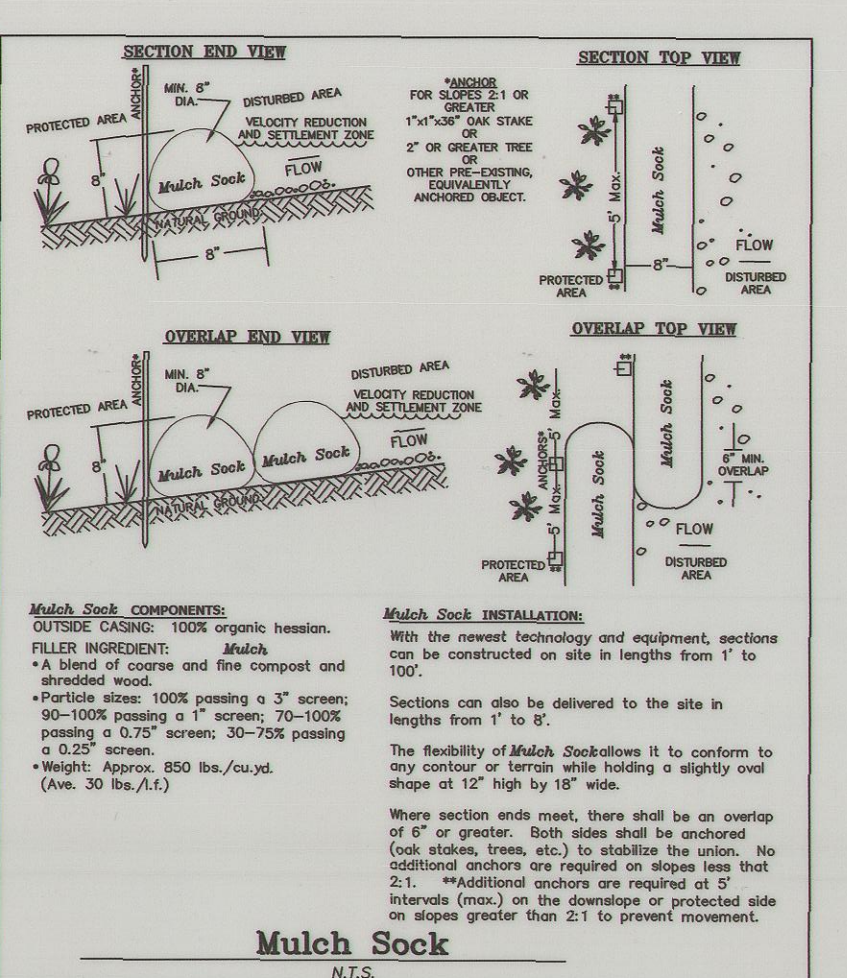 SECTION END VIEW
ANCHOR*
MIN. 8"
DIA.
DISTURBED AREA
PROTECTED AREA
VELOCITY REDUCTION
AND SETTLEMENT ZONE
FLOW
8"
Mulch Sock
NATURAL GROUND
8"
*ANCHOR
FOR SLOPES 2:1 OR
GREATER
1"x1"x36" OAK STAKE
OR
2" OR GREATER TREE
OR
OTHER PRE-EXISTING,
EQUIVALENTLY
ANCHORED OBJECT.
SECTION TOP VIEW
**
5' Max.
Mulch Sock
8"
FLOW
PROTECTED
AREA
**
DISTURBED
AREA
OVERLAP END VIEW
ANCHOR*
MIN. 8"
DIA.
DISTURBED AREA
PROTECTED AREA
VELOCITY REDUCTION
AND SETTLEMENT ZONE
FLOW
8"
Mulch Sock
Mulch Sock
NATURAL GROUND
OVERLAP TOP VIEW
**
5' Max.
ANCHORS*
5' Max.
Mulch Sock
Mulch Sock
6" MIN.
OVERLAP
FLOW
PROTECTED
AREA
**
DISTURBED
AREA
Mulch Sock COMPONENTS:
OUTSIDE CASING: 100% organic hessian.
FILLER INGREDIENT: Mulch
•A blend of coarse and fine compost and
shredded wood.
•Particle sizes: 100% passing a 3" screen;
90-100% passing a 1" screen; 70-100%
passing a 0.75" screen; 30-75% passing
a 0.25" screen.
•Weight: Approx. 850 lbs./cu.yd.
(Ave. 30 lbs./l.f.)
Mulch Sock INSTALLATION:
With the newest technology and equipment, sections
can be constructed on site in lengths from 1' to
100'.
Sections can also be delivered to the site in
lengths from 1' to 8'.
The flexibility of Mulch Sock allows it to conform to
any contour or terrain while holding a slightly oval
shape at 12" high by 18" wide.
Where section ends meet, there shall be an overlap
of 6" or greater. Both sides shall be anchored
(oak stakes, trees, etc.) to stabilize the union. No
additional anchors are required on slopes less that
2:1. **Additional anchors are required at 5'
intervals (max.) on the downslope or protected side
on slopes greater than 2:1 to prevent movement.
Mulch Sock
N.T.S.